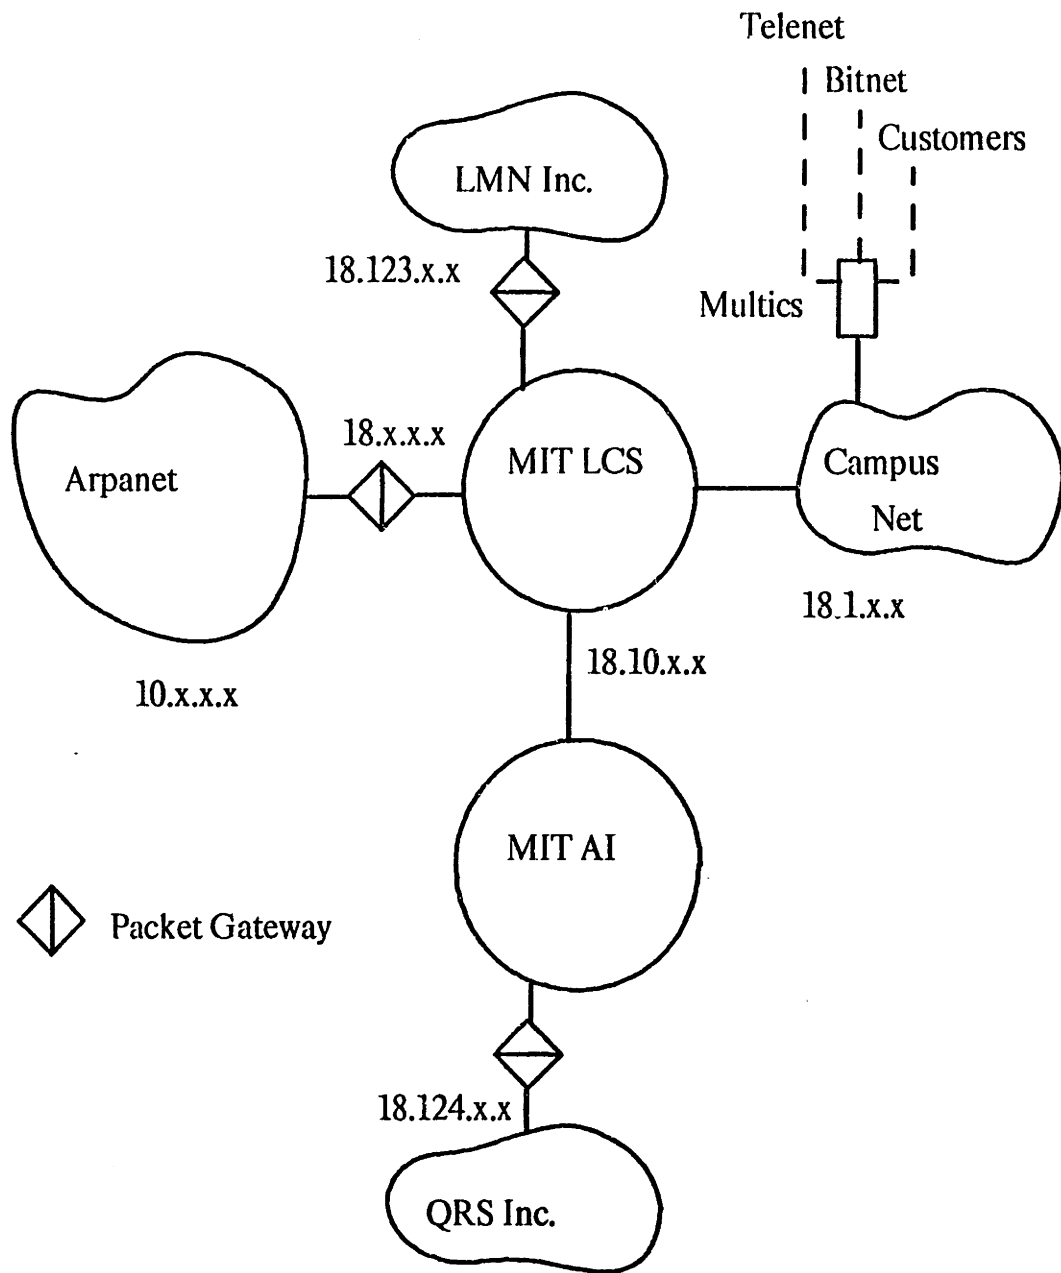 Telenet
Bitnet
Customers
LMN Inc.
18.123.x.x
Multics
18.x.x.x
MIT LCS
Campus
Net
Arpanet
18.1.x.x
18.10.x.x
10.x.x.x
MIT AI
Packet Gateway
18.124.x.x
QRS Inc.